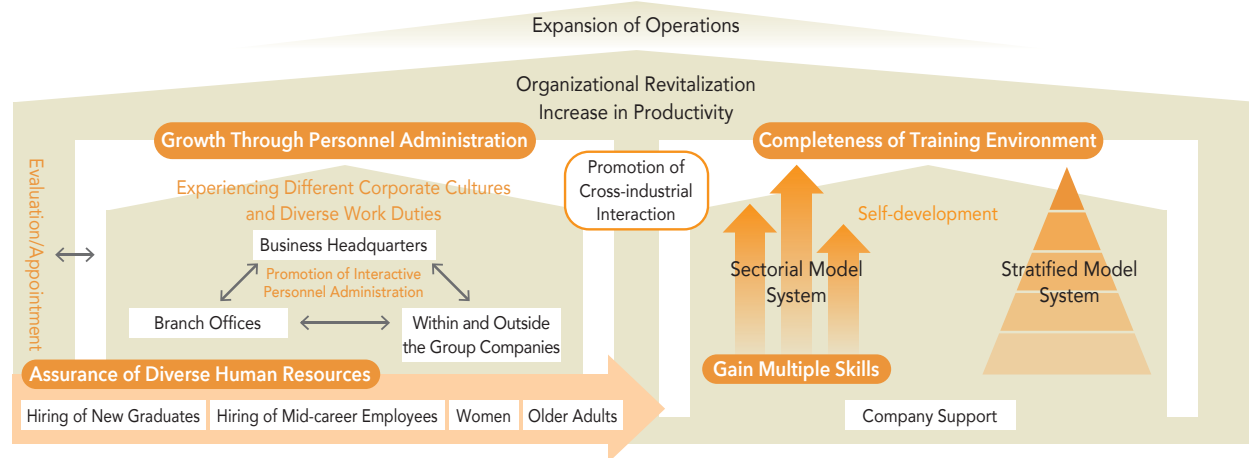 Expansion of Operations
Organizational Revitalization
Increase in Productivity
Growth Through Personnel Administration
Completeness of Training Environment
Evaluation/Appointment
Experiencing Different Corporate Cultures
and Diverse Work Duties
Business Headquarters
Promotion of Interactive
Personnel Administration
Branch Offices
Within and Outside
the Group Companies
Promotion of
Cross-industrial
Interaction
Self-development
Sectorial Model
System
Stratified Model
System
Gain Multiple Skills
Assurance of Diverse Human Resources
Hiring of New Graduates
Hiring of Mid-career Employees
Women
Older Adults
Company Support